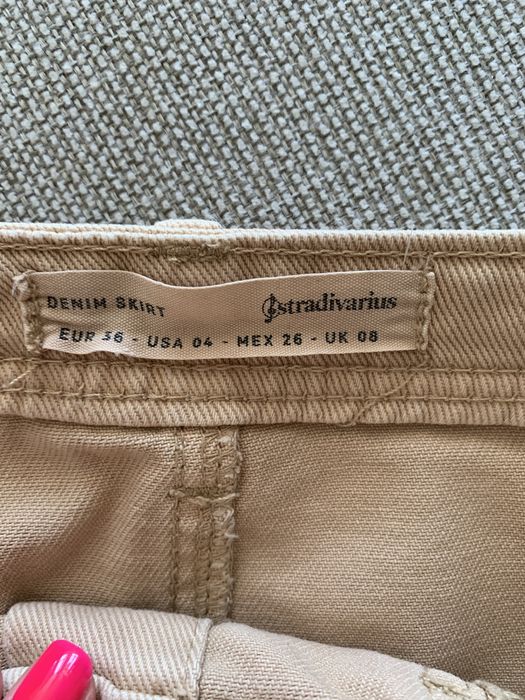 DENIM SKIRT stradivarius
EUR 36 - USA 04 - MEX 26 - UK 08